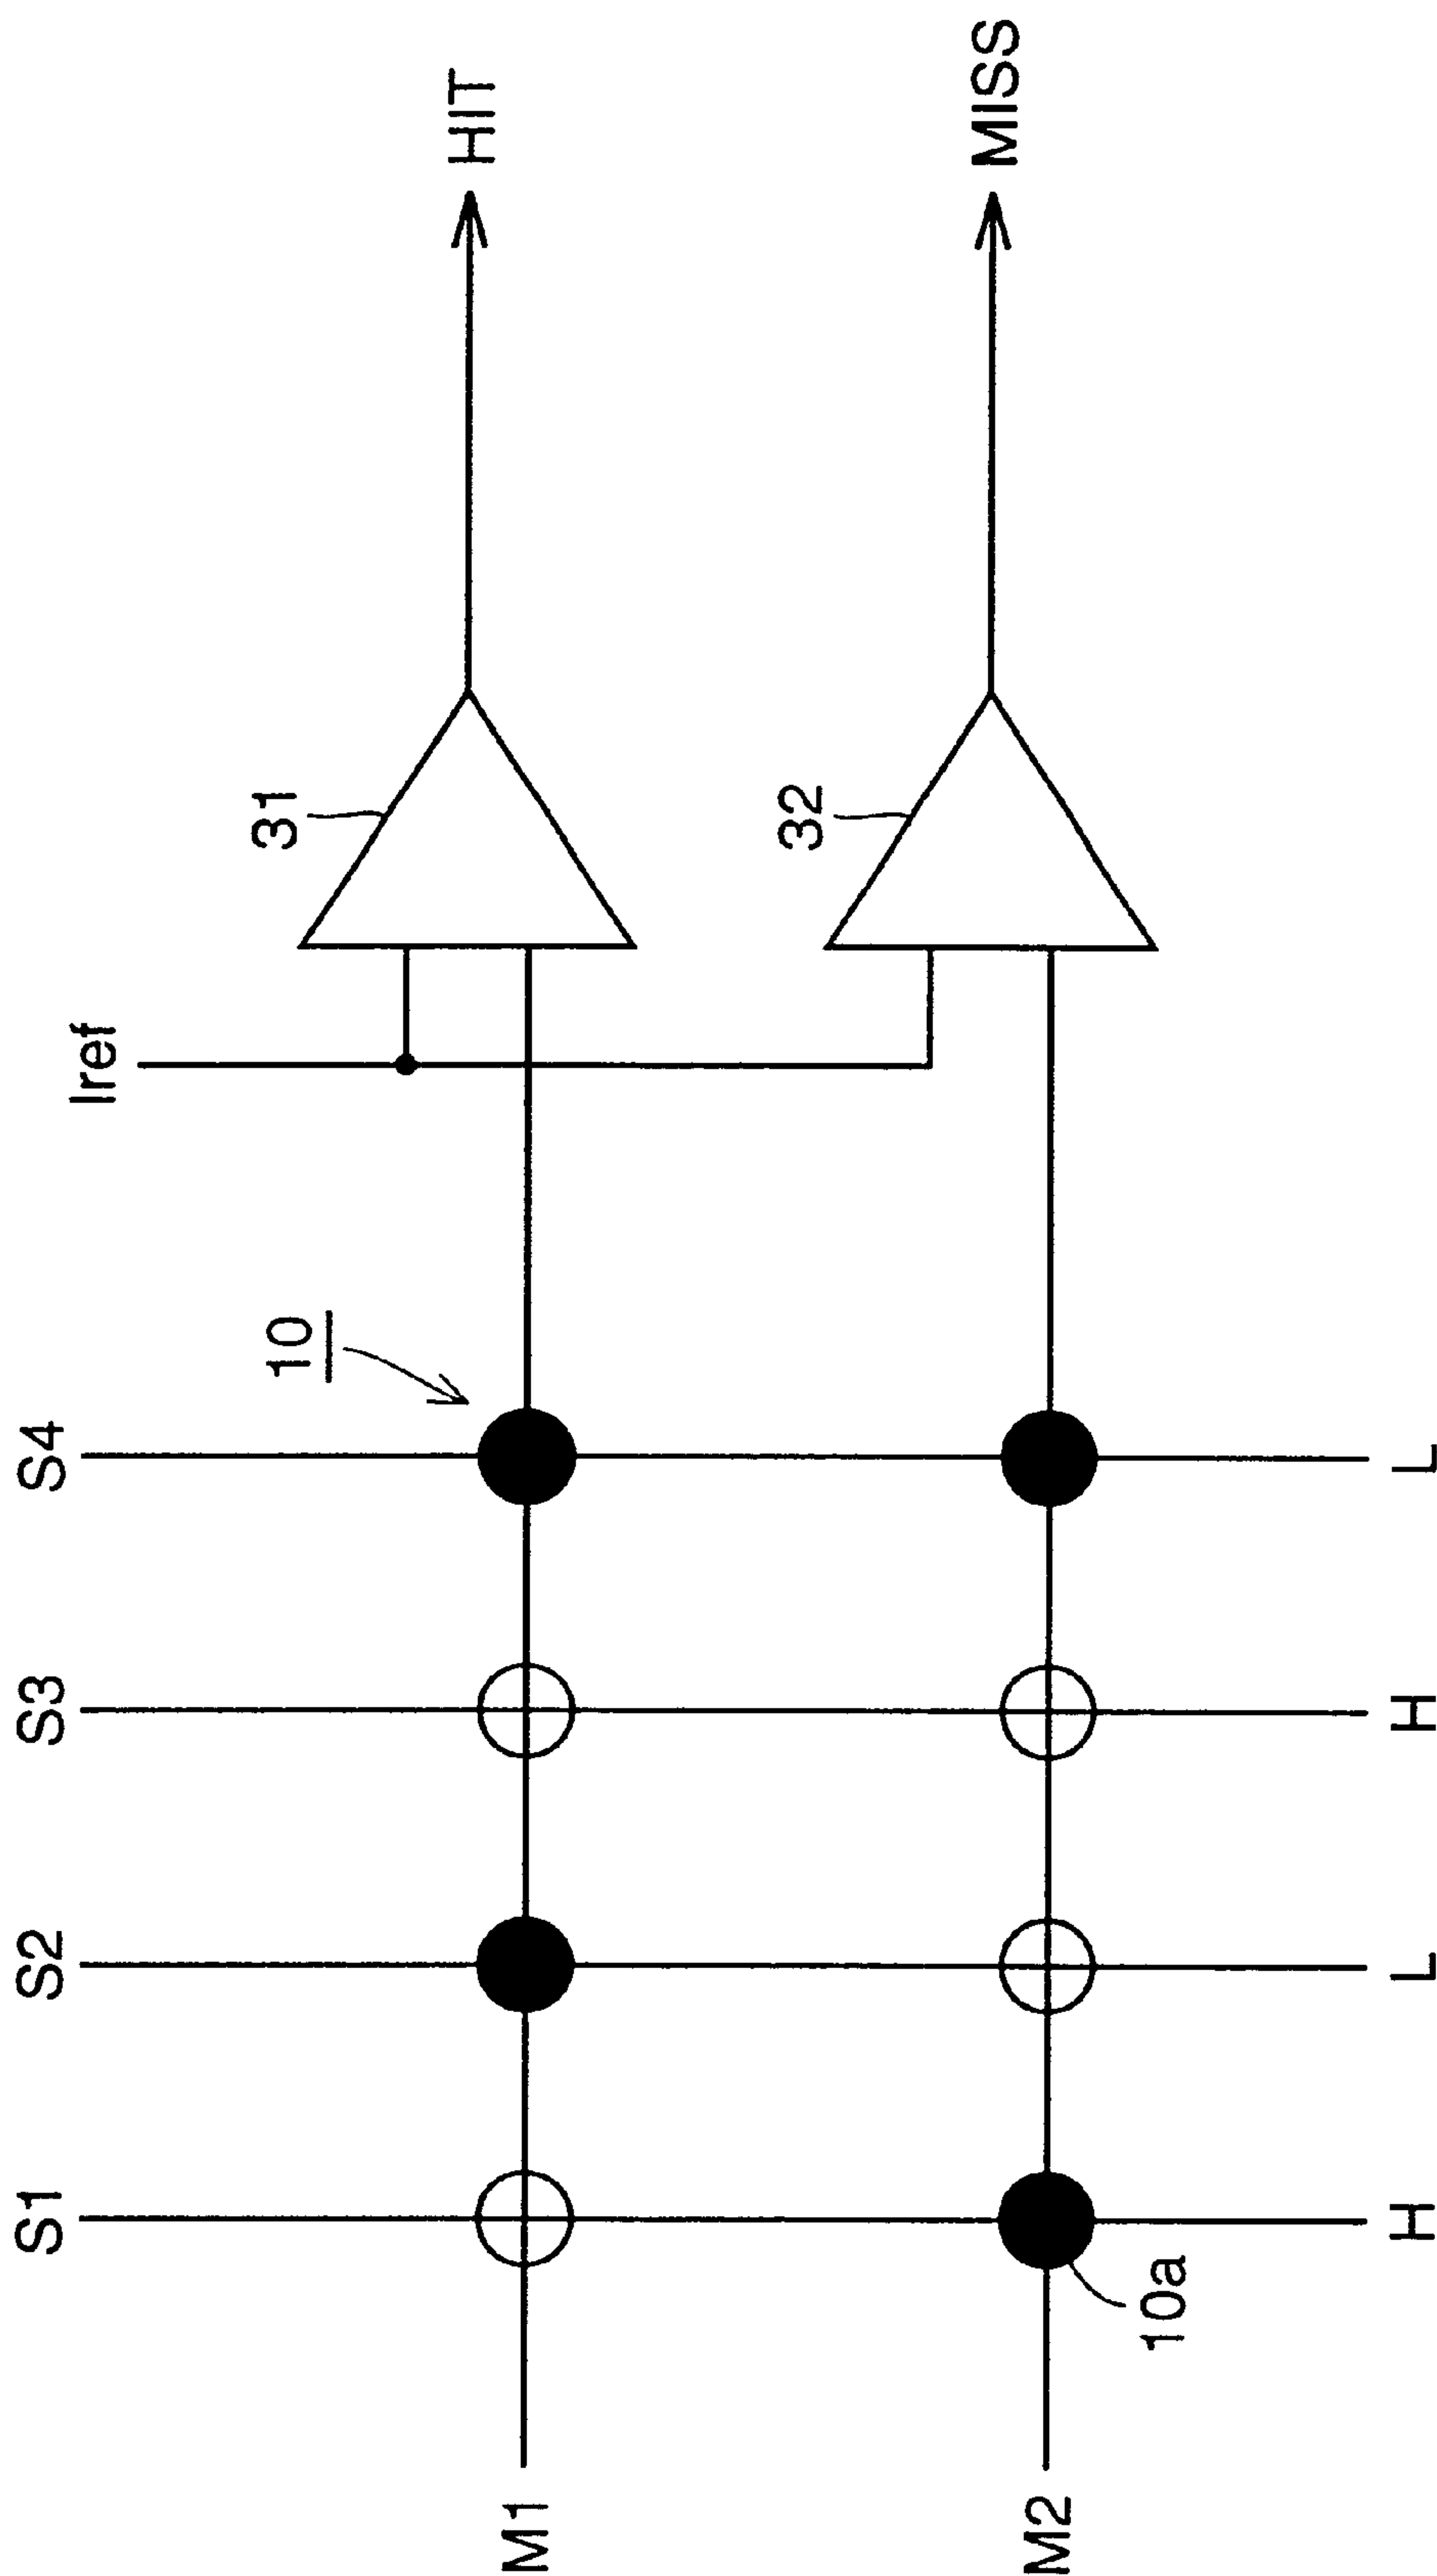 S1 S2 S3 S4 Iref
10
31
HIT
M1
32
MISS
M2
10a
H L H L